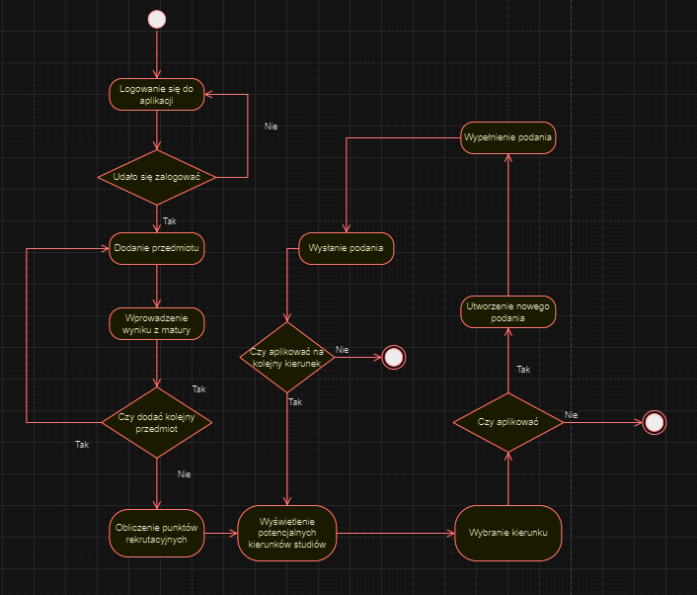 Logowanie się do
aplikacji
Nie
Udało się zalogować
Tak
Dodanie przedmiotu
Wprowadzenie
wyniku z matury
Tak
Czy dodać kolejny
przedmiot
Tak
Nie
Obliczenie punktów
rekrutacyjnych
Wyświetlenie
potencjalnych
kierunków studiów
Wybranie kierunku
Czy aplikować
Nie
Tak
Utworzenie nowego
podania
Wypełnienie podania
Wysłanie podania
Czy aplikować na
kolejny kierunek
Nie
Tak